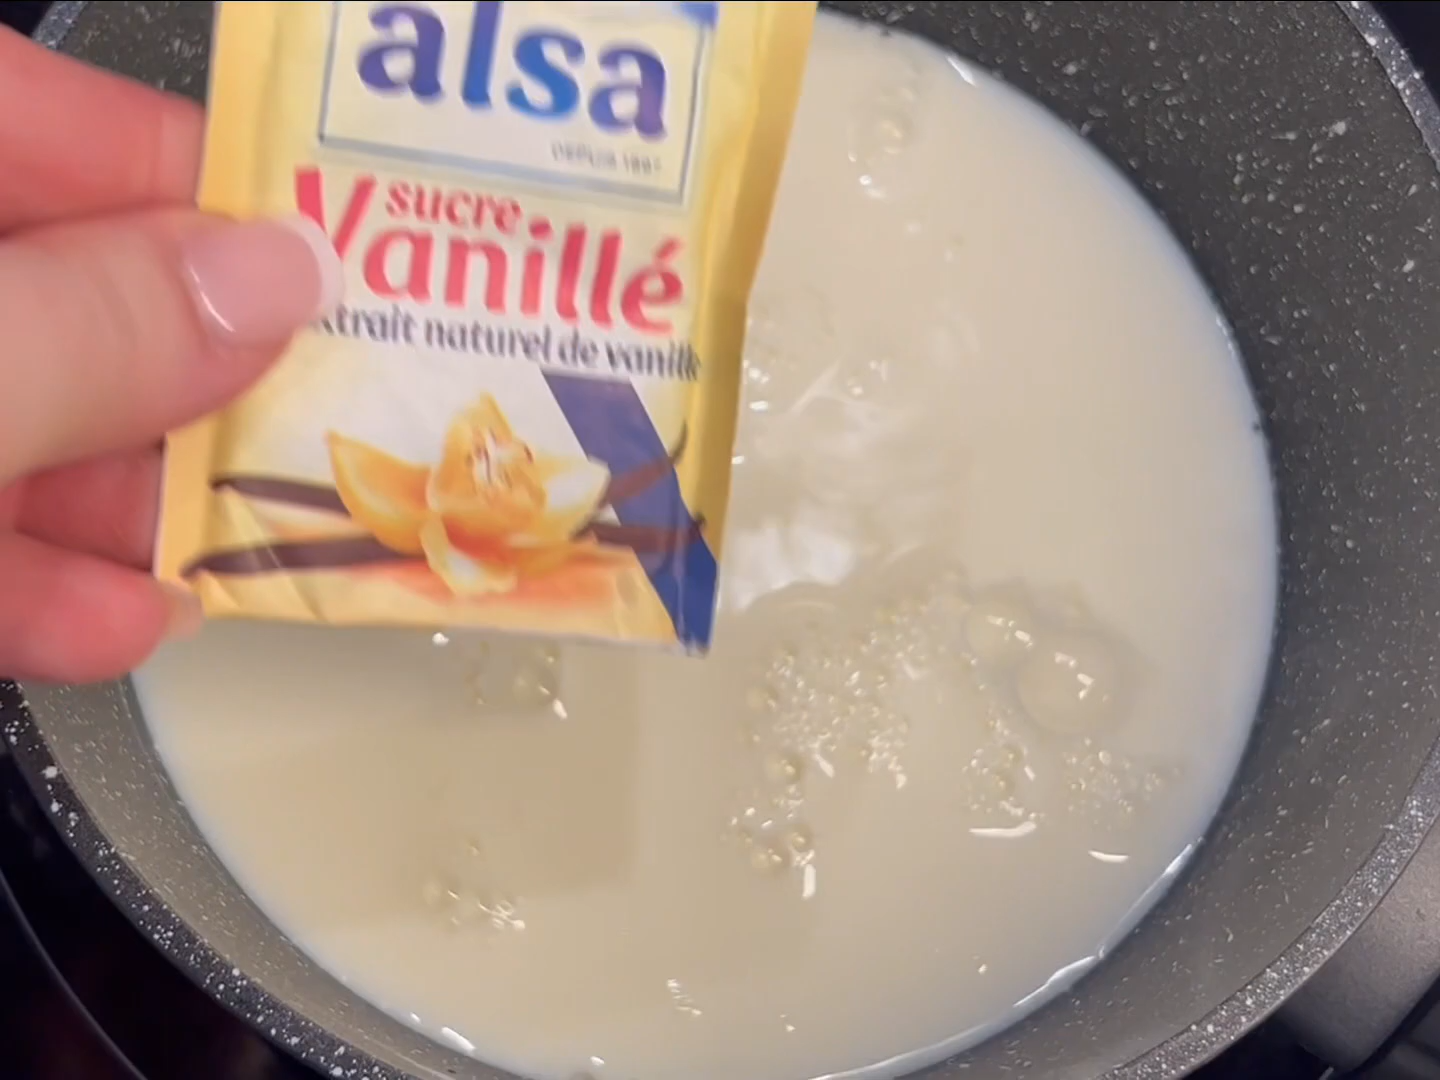 alsa
DEPUIS 1897
sucre
Vanillé
xtrait naturel de vanille